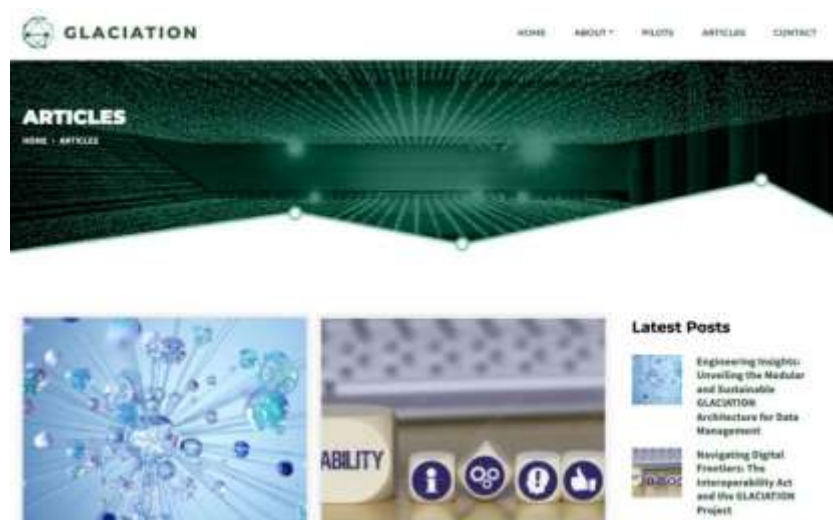 GLACIATION
HOME ABOUT PILOTS ARTICLES CONTACT
ARTICLES
HOME > ARTICLES
ABILITY
Latest Posts
Engineering Insights:
Unveiling the Modular
and Sustainable
GLACIATION
Architecture for Data
Management
Navigating Digital
Frontiers: The
Interoperability Act
and the GLACIATION
Project